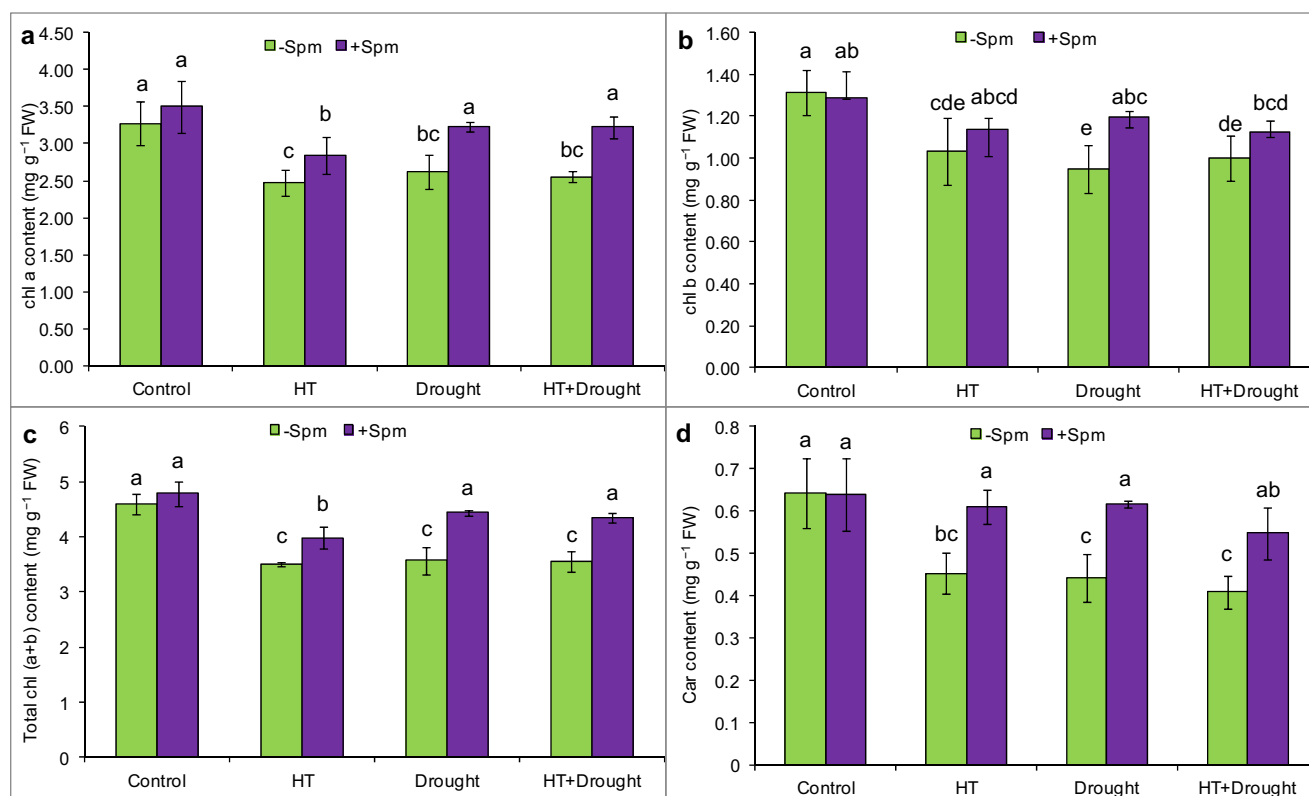 a
-Spm +Spm
chl a content (mg g⁻¹ FW)
4.50
4.00
3.50
3.00
2.50
2.00
1.50
1.00
0.50
0.00
a a c b bc a bc a
Control HT Drought HT+Drought
b
-Spm +Spm
chl b content (mg g⁻¹ FW)
1.60
1.40
1.20
1.00
0.80
0.60
0.40
0.20
0.00
a ab cde abcd e abc de bcd
Control HT Drought HT+Drought
c
-Spm +Spm
Total chl (a+b) content (mg g⁻¹ FW)
6
5
4
3
2
1
0
a a c b c a c a
Control HT Drought HT+Drought
d
-Spm +Spm
Car content (mg g⁻¹ FW)
0.8
0.7
0.6
0.5
0.4
0.3
0.2
0.1
0
a a bc a c a c ab
Control HT Drought HT+Drought